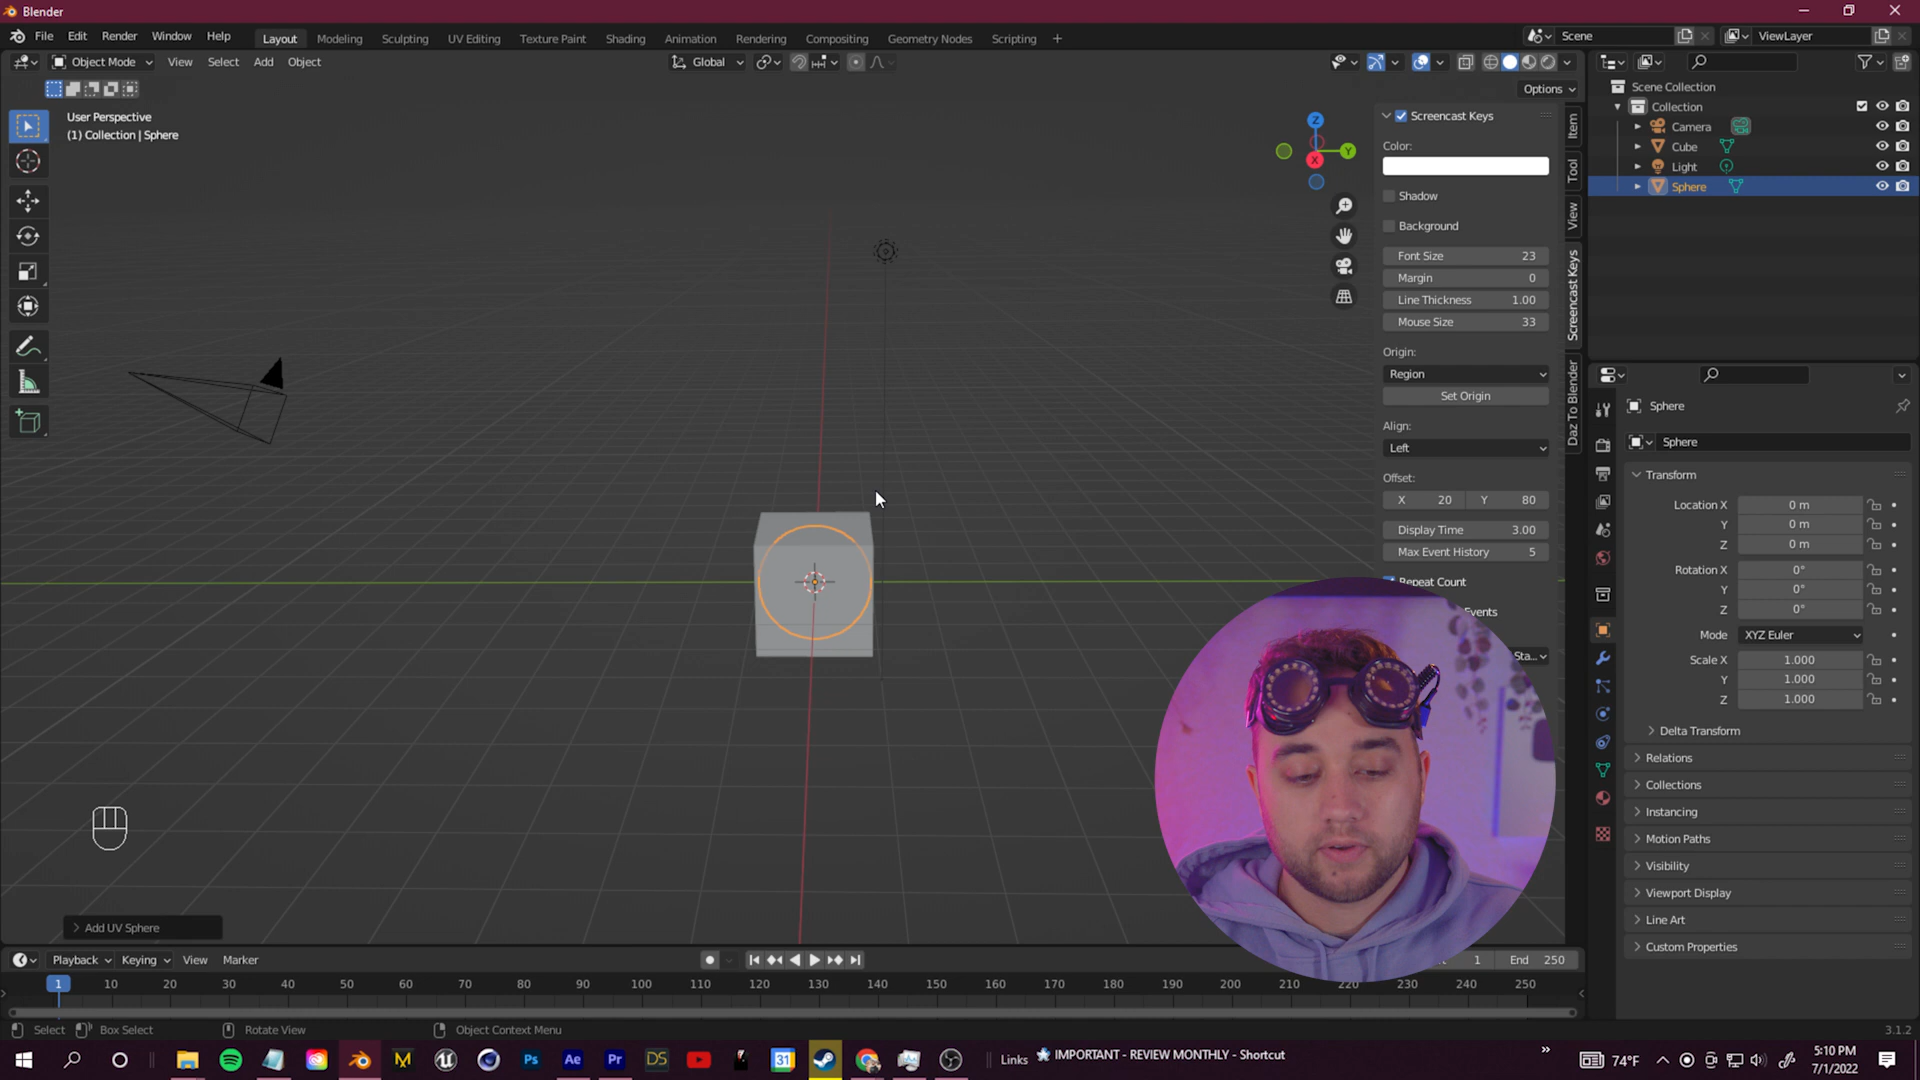 Blender
File Edit Render Window Help
Layout Modeling Sculpting UV Editing Texture Paint Shading Animation Rendering Compositing Geometry Nodes Scripting +
Scene
ViewLayer
Object Mode View Select Add Object
Global
Options
User Perspective
(1) Collection | Sphere
Z
Y
X
Screencast Keys
Color:
Shadow
Background
Font Size 23
Margin 0
Line Thickness 1.00
Mouse Size 33
Origin:
Region
Set Origin
Align:
Left
Offset:
X 20 Y 80
Display Time 3.00
Max Event History 5
Repeat Count
Events
Sta...
Item
Tool
View
Screencast Keys
Daz To Blender
Scene Collection
Collection
Camera
Cube
Light
Sphere
Sphere
Sphere
Transform
Location X 0 m
Y 0 m
Z 0 m
Rotation X 0°
Y 0°
Z 0°
Mode XYZ Euler
Scale X 1.000
Y 1.000
Z 1.000
Delta Transform
Relations
Collections
Instancing
Motion Paths
Visibility
Viewport Display
Line Art
Custom Properties
Add UV Sphere
Playback Keying View Marker
1 End 250
1 10 20 30 40 50 60 70 80 90 100 110 120 130 140 150 160 170 180 190 200 210 220 230 240 250
Select Box Select Rotate View Object Context Menu
3.1.2
Ps Ae Pr DS 31
Links IMPORTANT - REVIEW MONTHLY - Shortcut
74°F
5:10 PM
7/1/2022